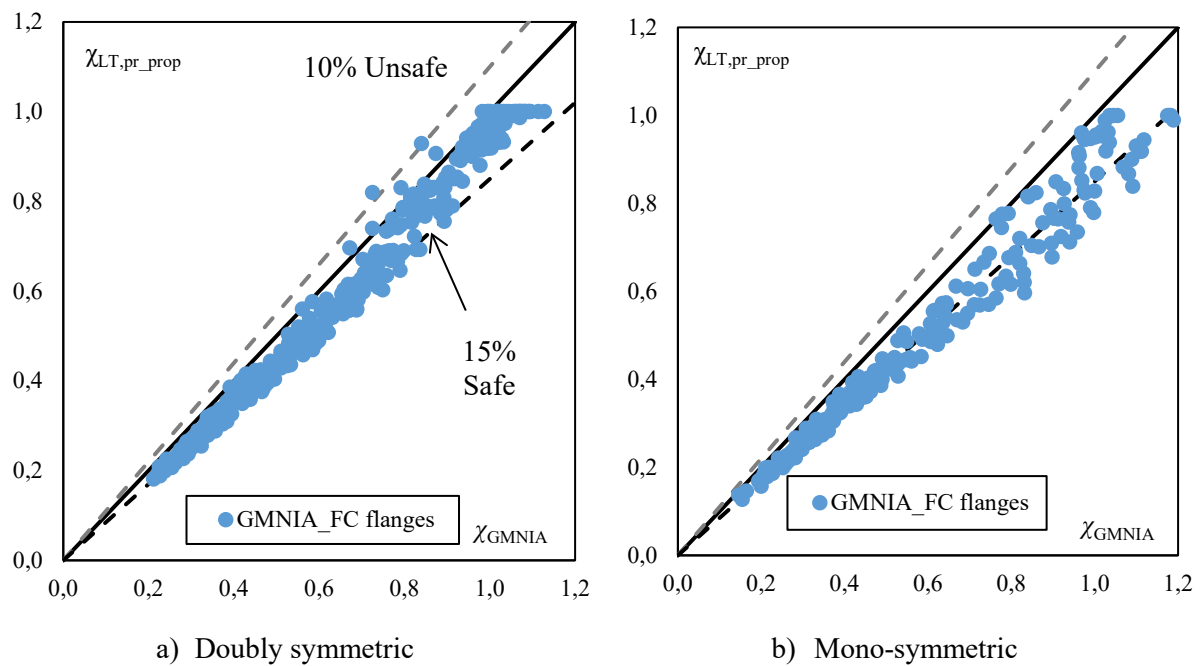 1,2
χLT,pr_prop
10% Unsafe
1,0
0,8
0,6
15%
Safe
0,4
0,2
GMNIA_FC flanges
χGMNIA
0,0
0,0 0,2 0,4 0,6 0,8 1,0 1,2
a) Doubly symmetric
1,2
χLT,pr_prop
1,0
0,8
0,6
0,4
0,2
GMNIA_FC flanges
χGMNIA
0,0
0,0 0,2 0,4 0,6 0,8 1,0 1,2
b) Mono-symmetric